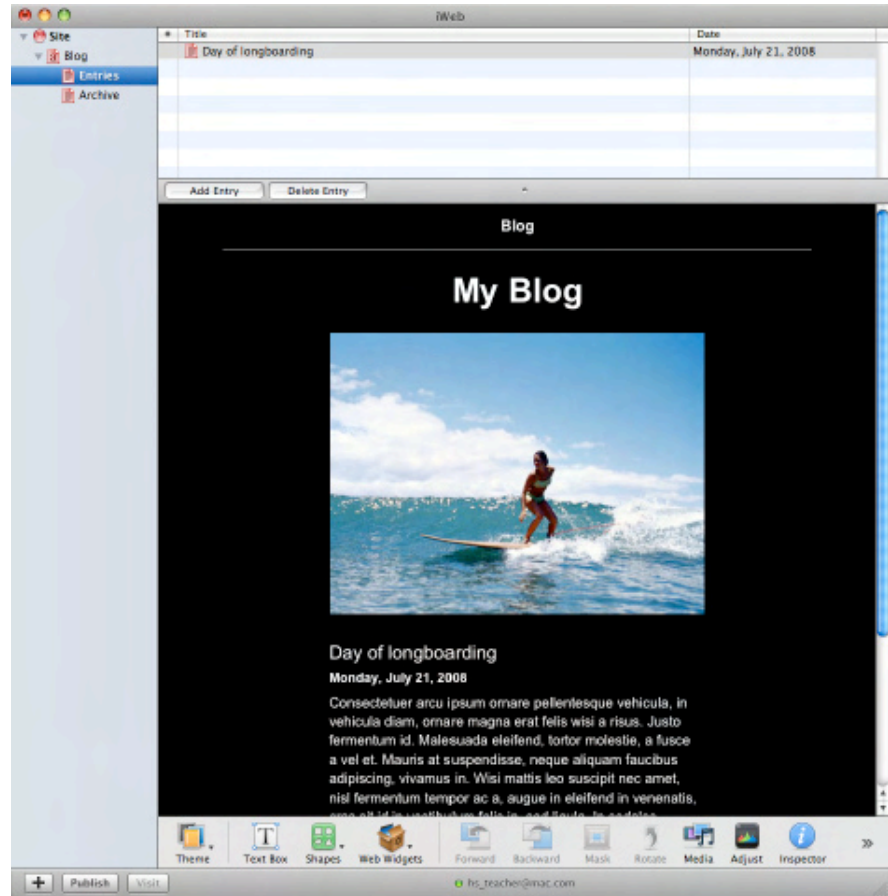 iWeb
Site
Blog
Entries
Archive
Title Date
Day of longboarding Monday, July 21, 2008
Add Entry Delete Entry
Blog
My Blog
Day of longboarding
Monday, July 21, 2008
Consectetuer arcu ipsum ornare pellentesque vehicula, in
vehicula diam, ornare magna erat felis wisi a risus. Justo
fermentum id. Malesuada eleifend, tortor molestie, a fusce
a vel et. Mauris at suspendisse, neque aliquam faucibus
adipiscing, vivamus in. Wisi mattis leo suscipit nec amet,
nisl fermentum tempor ac a, augue in eleifend in venenatis,
Theme Text Box Shapes Web Widgets Forward Backward Mask Rotate Media Adjust Inspector »
Publish Visit hs_teacher@mac.com